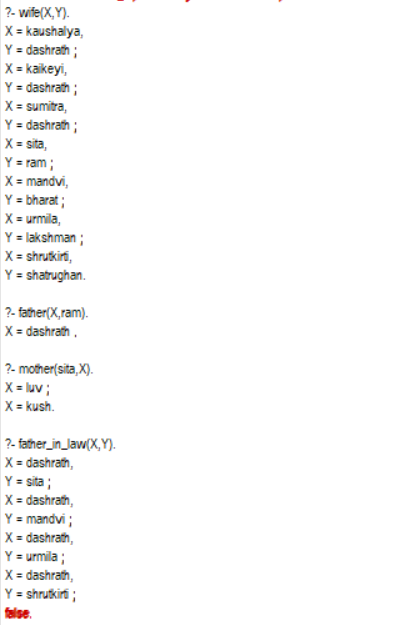 ?- wife(X,Y).
X = kaushalya,
Y = dashrath ;
X = kaikeyi,
Y = dashrath ;
X = sumitra,
Y = dashrath ;
X = sita,
Y = ram ;
X = mandvi,
Y = bharat ;
X = urmila,
Y = lakshman ;
X = shrutkirti,
Y = shatrughan.
?- father(X,ram).
X = dashrath ,
?- mother(sita,X).
X = luv ;
X = kush.
?- father_in_law(X,Y).
X = dashrath,
Y = sita ;
X = dashrath,
Y = mandvi ;
X = dashrath,
Y = urmila ;
X = dashrath,
Y = shrutkirti ;
false.